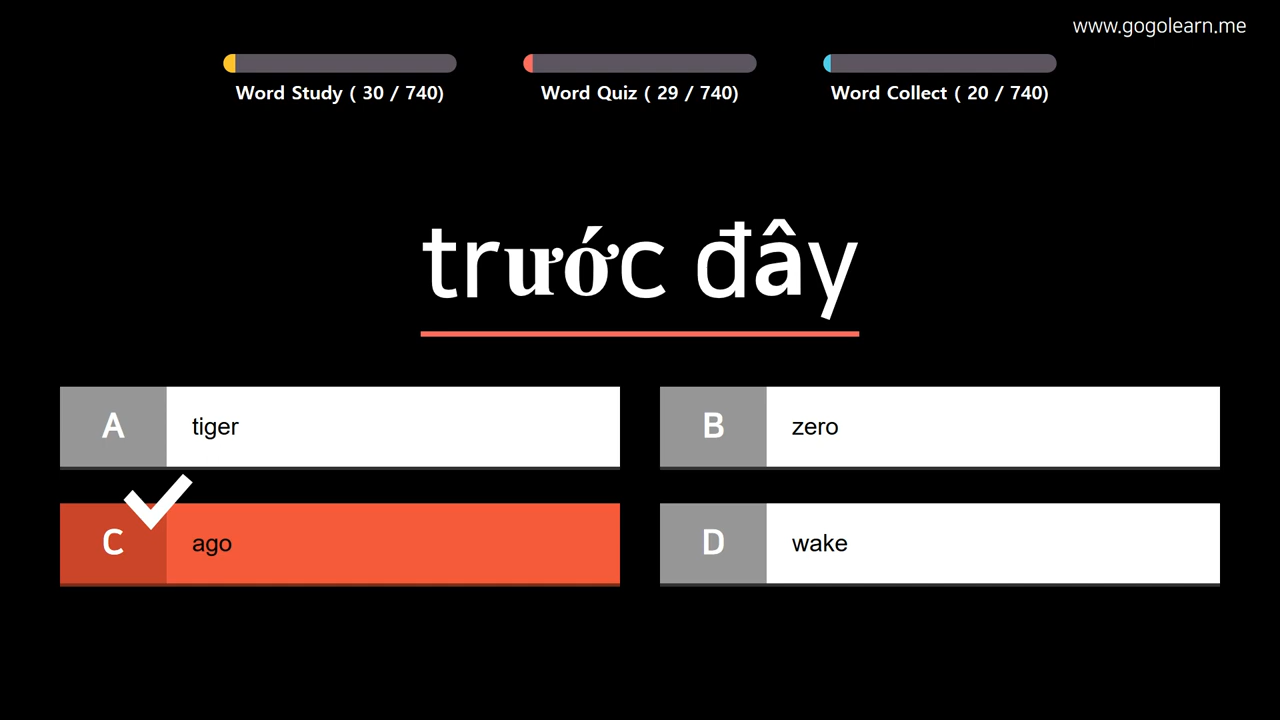 www.gogolearn.me
Word Study ( 30 / 740)
Word Quiz ( 29 / 740)
Word Collect ( 20 / 740)
trước đây
A tiger
B zero
C ago
D wake